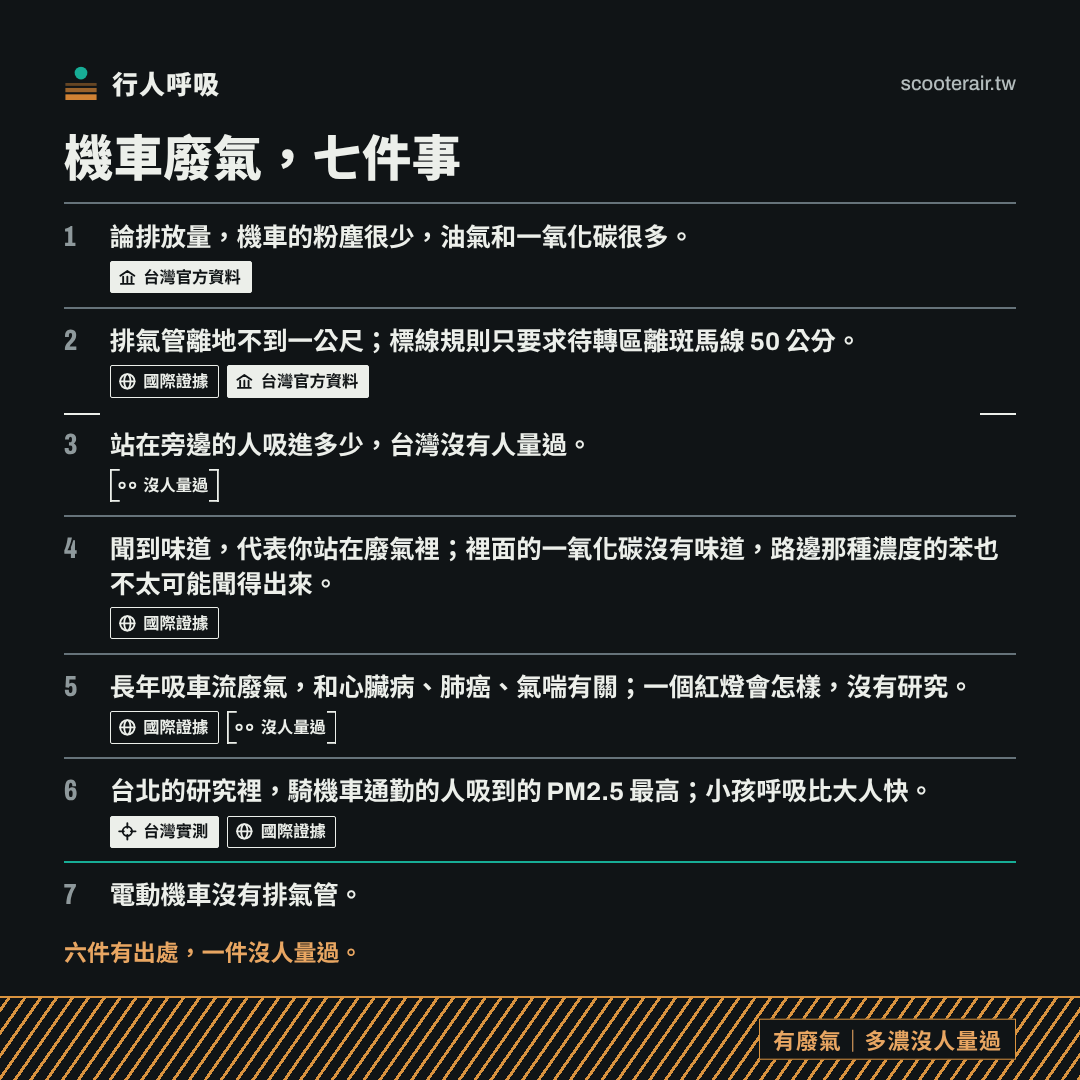 行人呼吸
scooterair.tw
機車廢氣，七件事
1 論排放量，機車的粉塵很少，油氣和一氧化碳很多。
台灣官方資料
2 排氣管離地不到一公尺；標線規則只要求待轉區離斑馬線 50 公分。
國際證據 台灣官方資料
3 站在旁邊的人吸進多少，台灣沒有人量過。
沒人量過
4 聞到味道，代表你站在廢氣裡；裡面的一氧化碳沒有味道，路邊那種濃度的苯也
不太可能聞得出來。
國際證據
5 長年吸車流廢氣，和心臟病、肺癌、氣喘有關；一個紅燈會怎樣，沒有研究。
國際證據 沒人量過
6 台北的研究裡，騎機車通勤的人吸到的 PM2.5 最高；小孩呼吸比大人快。
台灣實測 國際證據
7 電動機車沒有排氣管。
六件有出處，一件沒人量過。
有廢氣｜多濃沒人量過